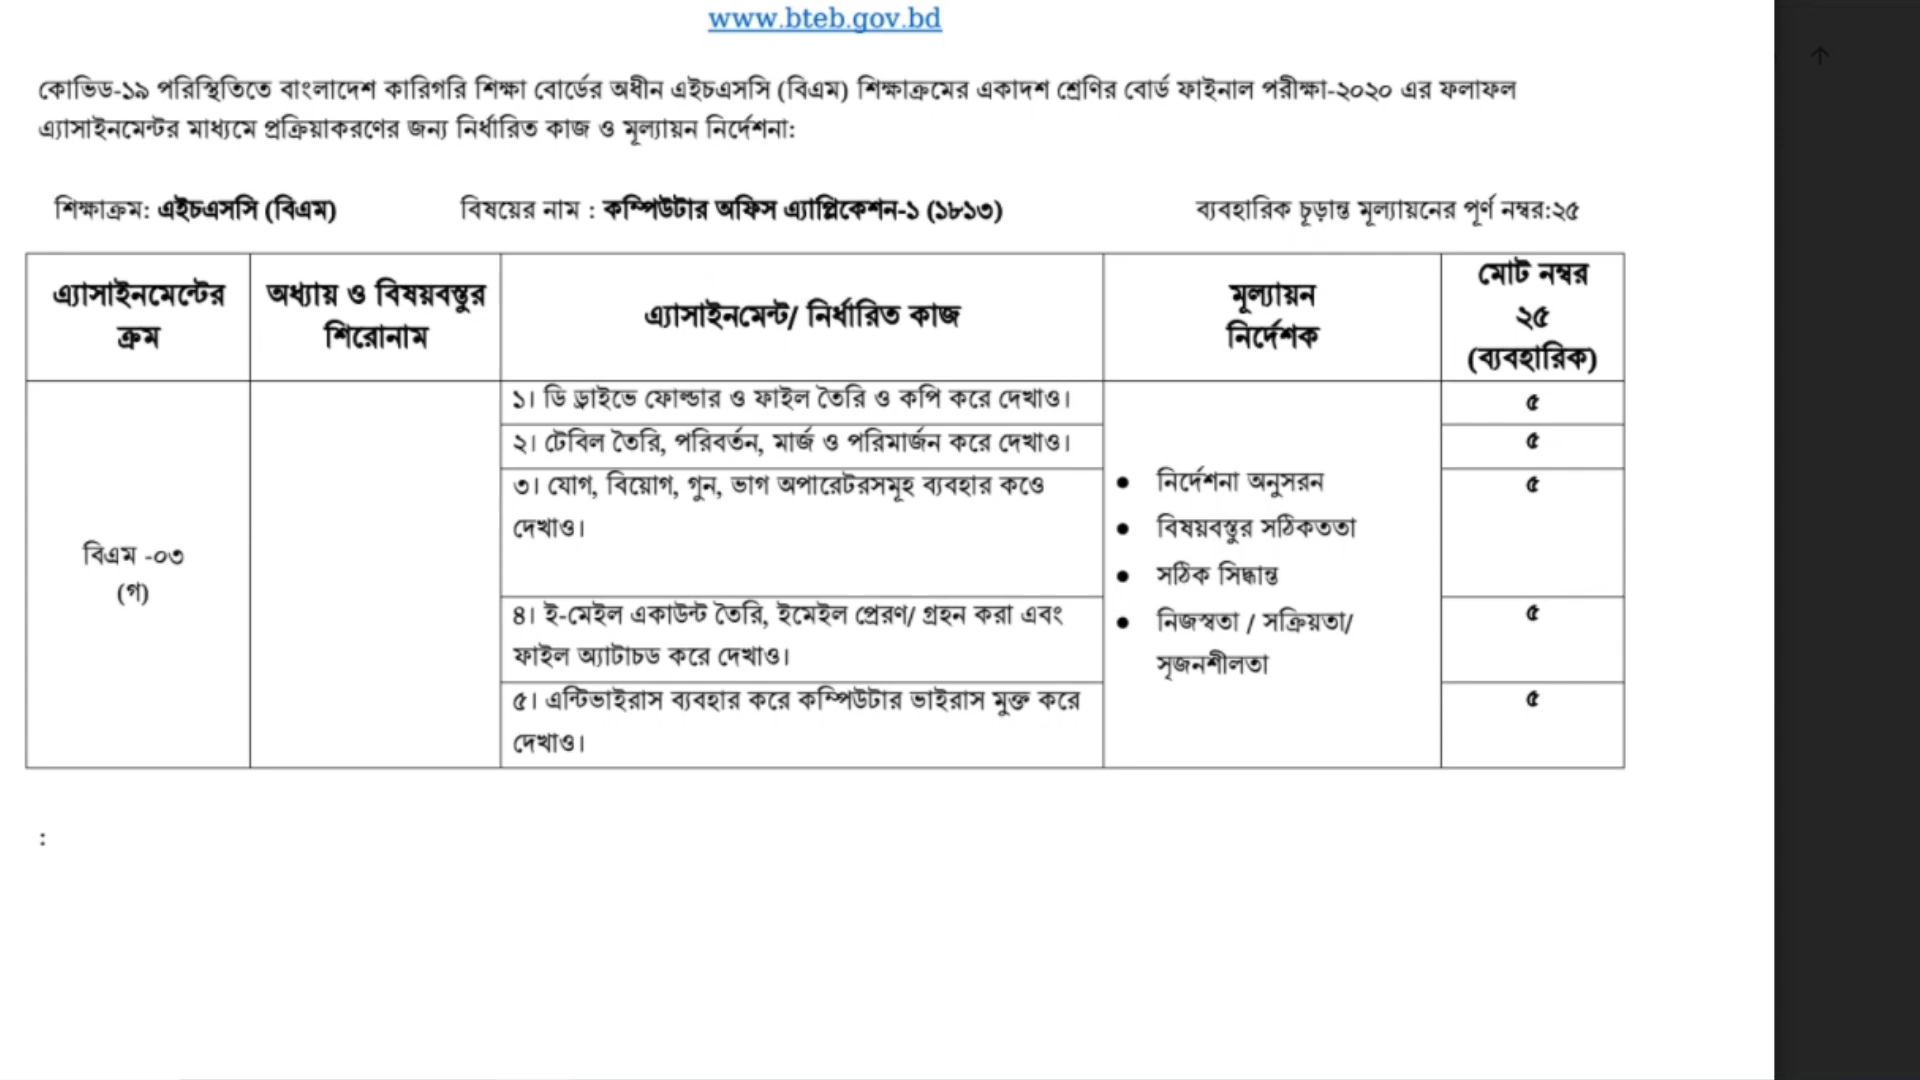 www.bteb.gov.bd
কোভিড-১৯ পরিস্থিতিতে বাংলাদেশ কারিগরি শিক্ষা বোর্ডের অধীন এইচএসসি (বিএম) শিক্ষাক্রমের একাদশ শ্রেণির বোর্ড ফাইনাল পরীক্ষা-২০২০ এর ফলাফল
এ্যাসাইনমেন্টর মাধ্যমে প্রক্রিয়াকরণের জন্য নির্ধারিত কাজ ও মূল্যায়ন নির্দেশনা:
শিক্ষাক্রম: এইচএসসি (বিএম) বিষয়ের নাম : কম্পিউটার অফিস এ্যাপ্লিকেশন-১ (১৮১৩) ব্যবহারিক চূড়ান্ত মূল্যায়নের পূর্ণ নম্বর:২৫
এ্যাসাইনমেন্টের
ক্রম
অধ্যায় ও বিষয়বস্তুর
শিরোনাম
এ্যাসাইনমেন্ট/ নির্ধারিত কাজ
মূল্যায়ন
নির্দেশক
মোট নম্বর
২৫
(ব্যবহারিক)
বিএম -০৩
(গ)
১। ডি ড্রাইভে ফোল্ডার ও ফাইল তৈরি ও কপি করে দেখাও।
৫
২। টেবিল তৈরি, পরিবর্তন, মার্জ ও পরিমার্জন করে দেখাও।
৫
৩। যোগ, বিয়োগ, গুন, ভাগ অপারেটরসমূহ ব্যবহার কওে
দেখাও।
৫
৪। ই-মেইল একাউন্ট তৈরি, ইমেইল প্রেরণ/ গ্রহন করা এবং
ফাইল অ্যাটাচড করে দেখাও।
৫
৫। এন্টিভাইরাস ব্যবহার করে কম্পিউটার ভাইরাস মুক্ত করে
দেখাও।
৫
● নির্দেশনা অনুসরন
● বিষয়বস্তুর সঠিকততা
● সঠিক সিদ্ধান্ত
● নিজস্বতা / সক্রিয়তা/
সৃজনশীলতা
: